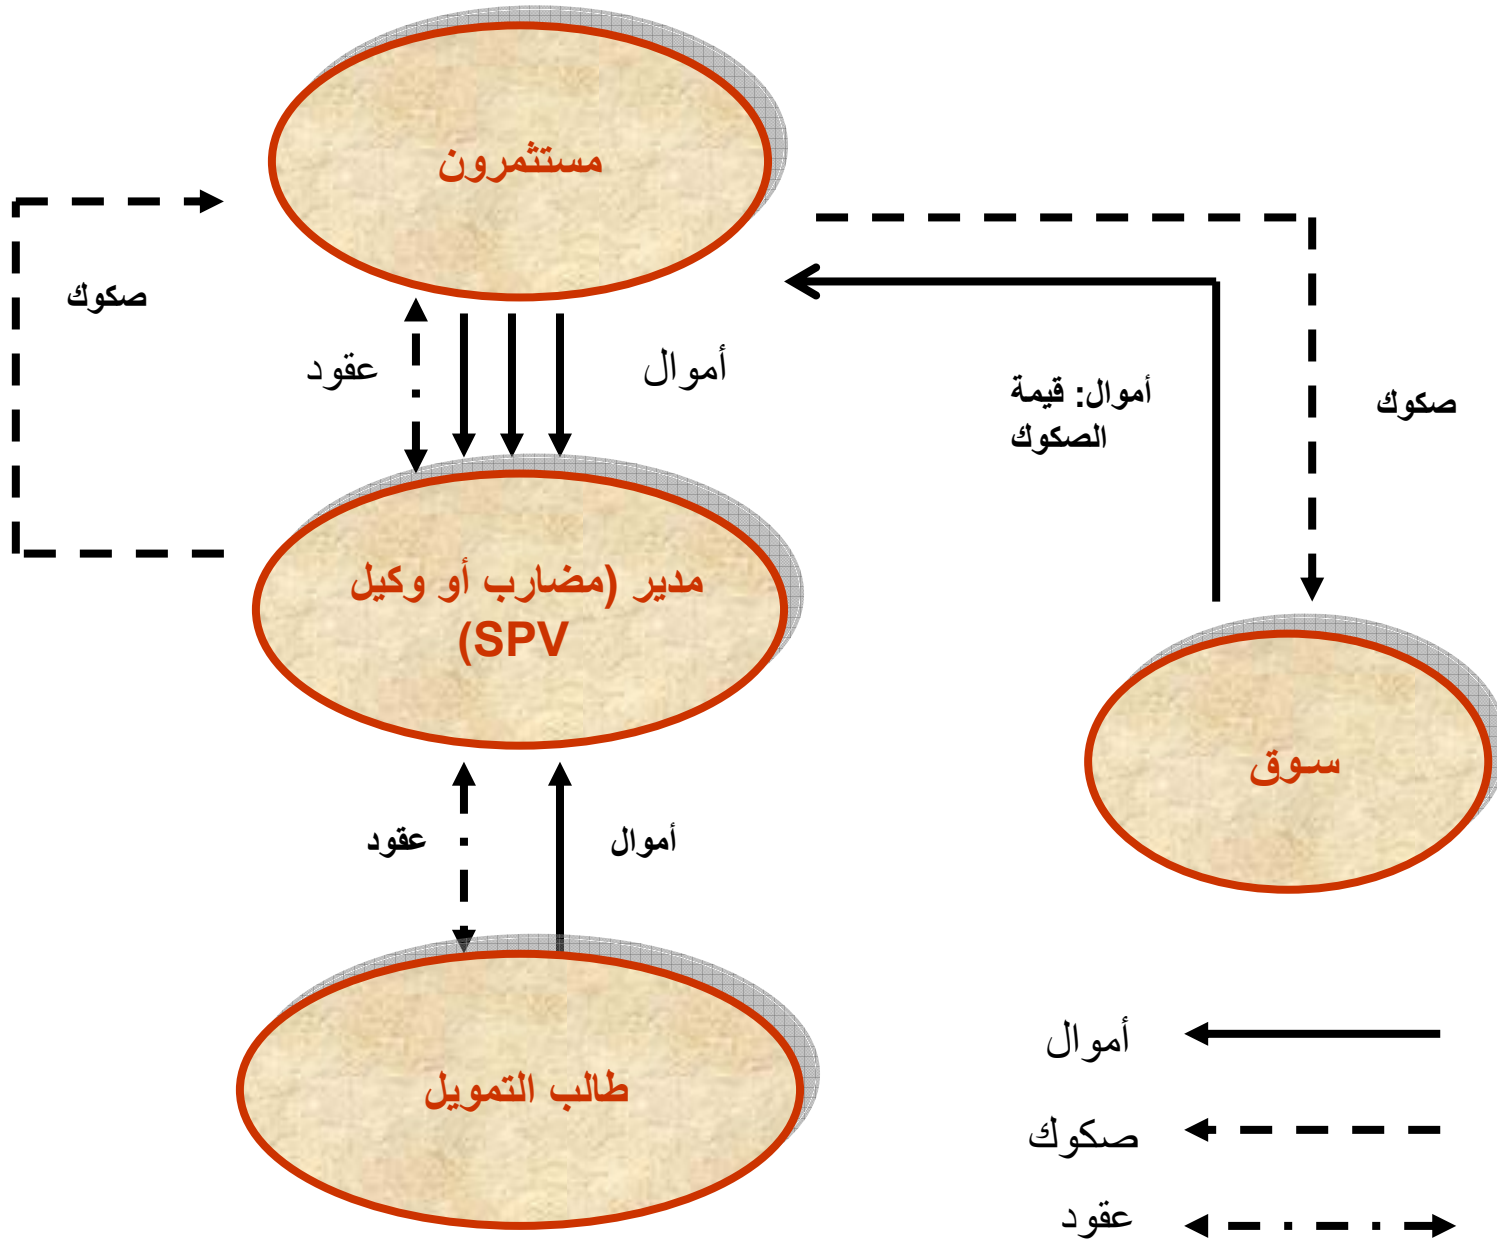 مستثمرون
صكوك
عقود
أموال
أموال: قيمة
الصكوك
صكوك
مدير (مضارب أو وكيل
SPV)
سوق
عقود
أموال
طالب التمويل
أموال
صكوك
عقود